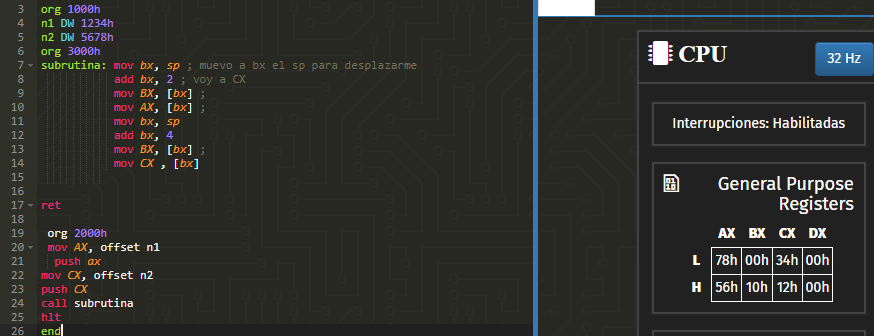 3 org 1000h
4 n1 DW 1234h
5 n2 DW 5678h
6 org 3000h
7 subrutina: mov bx, sp ; muevo a bx el sp para desplazarme
8 add bx, 2 ; voy a CX
9 mov BX, [bx] ;
10 mov AX, [bx] ;
11 mov bx, sp
12 add bx, 4
13 mov BX, [bx] ;
14 mov CX , [bx]
15
16
17 ret
18
19 org 2000h
20 mov AX, offset n1
21 push ax
22 mov CX, offset n2
23 push CX
24 call subrutina
25 hlt
26 end
CPU
32 Hz
Interrupciones: Habilitadas
General Purpose
Registers
AX BX CX DX
L 78h 00h 34h 00h
H 56h 10h 12h 00h